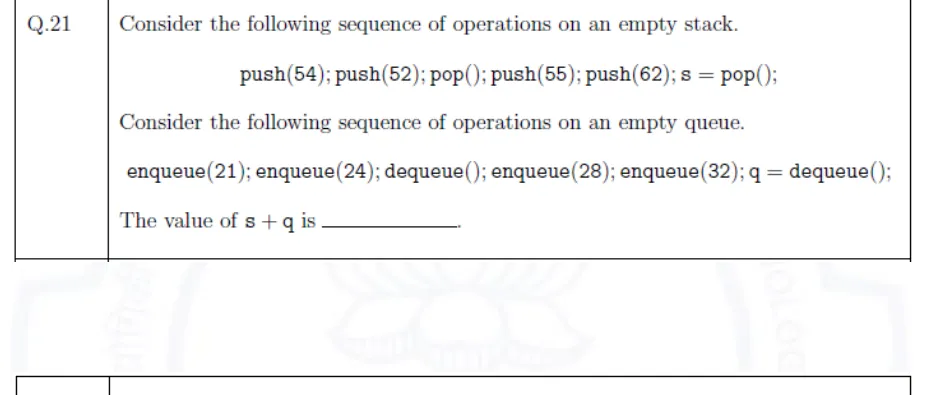 Q.21 Consider the following sequence of operations on an empty stack.
push(54); push(52); pop(); push(55); push(62); s = pop();
Consider the following sequence of operations on an empty queue.
enqueue(21); enqueue(24); dequeue(); enqueue(28); enqueue(32); q = dequeue();
The value of s + q is ____________.